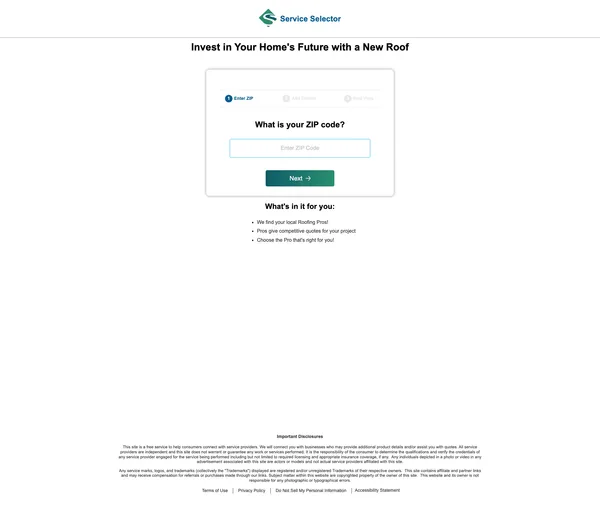 Service Selector
Invest in Your Home's Future with a New Roof
1 Enter ZIP
What is your ZIP code?
Enter ZIP Code
Next →
What's in it for you:
• We find your local Roofing Pros!
• Pros give competitive quotes for your project
• Choose the Pro that's right for you!
Important Disclosures
This site is a free service to help consumers connect with service providers. We will connect you with businesses who may provide additional product details and/or assist you with quotes. All service
providers are independent and this site does not warrant or guarantee any work or services performed. It is the responsibility of the consumer to determine the qualifications and verify the credentials of
any service provider engaged for the service being performed including but not limited to required licensing and appropriate insurance coverage, if any. Any individuals depicted in a photo or video in any
advertisement associated with this site are actors or models and not actual service providers affiliated with this site.
Any service marks, logos, and trademarks (collectively the "Trademarks") displayed are registered and/or unregistered Trademarks of their respective owners. This site contains affiliate and partner links
and may receive compensation for referrals or purchases made through our links. Subject matter within this website are copyrighted property of the owner of this site. This website and its owner is not
responsible for any photographic or typographical errors.
Terms of Use | Privacy Policy | Do Not Sell My Personal Information | Accessibility Statement